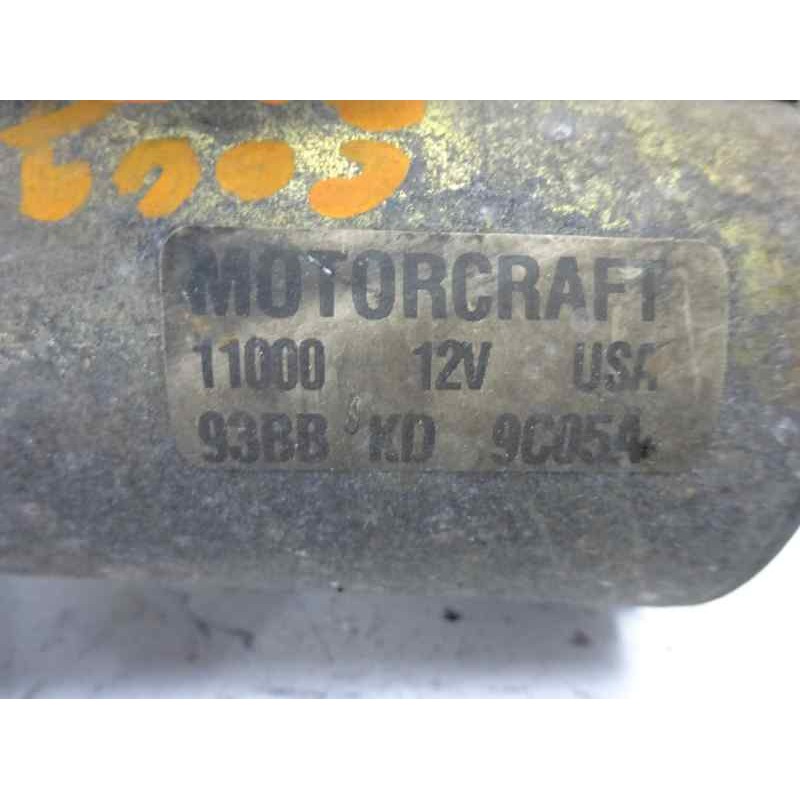 MOTORCRAFT
11000 12V USA
93BB KD 9C054